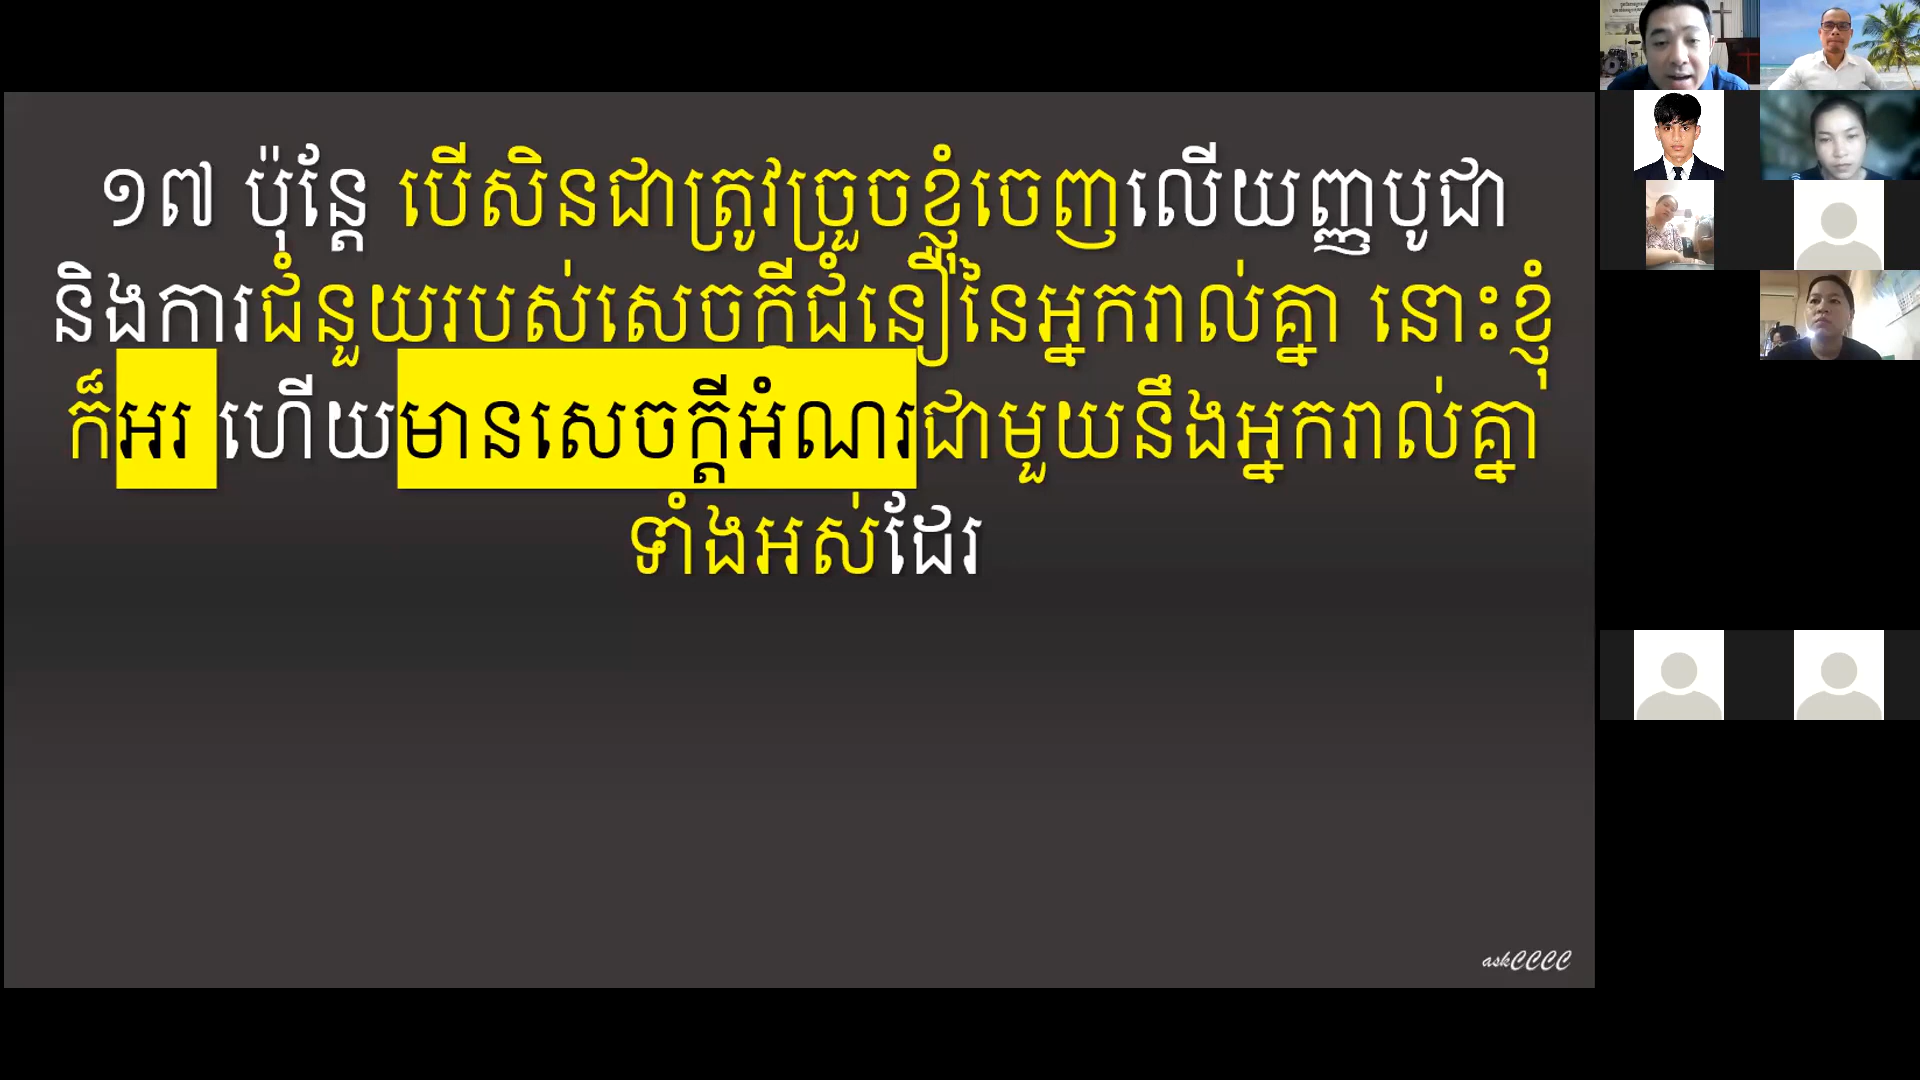 ១៧ ប៉ុន្តែ បើសិនជាត្រូវច្រួចខ្ញុំចេញលើយញ្ញបូជា
និងការជំនួយរបស់សេចក្ដីជំនឿនៃអ្នករាល់គ្នា នោះខ្ញុំ
ក៏អរ ហើយមានសេចក្ដីអំណរជាមួយនឹងអ្នករាល់គ្នា
ទាំងអស់ដែរ
askCCCC